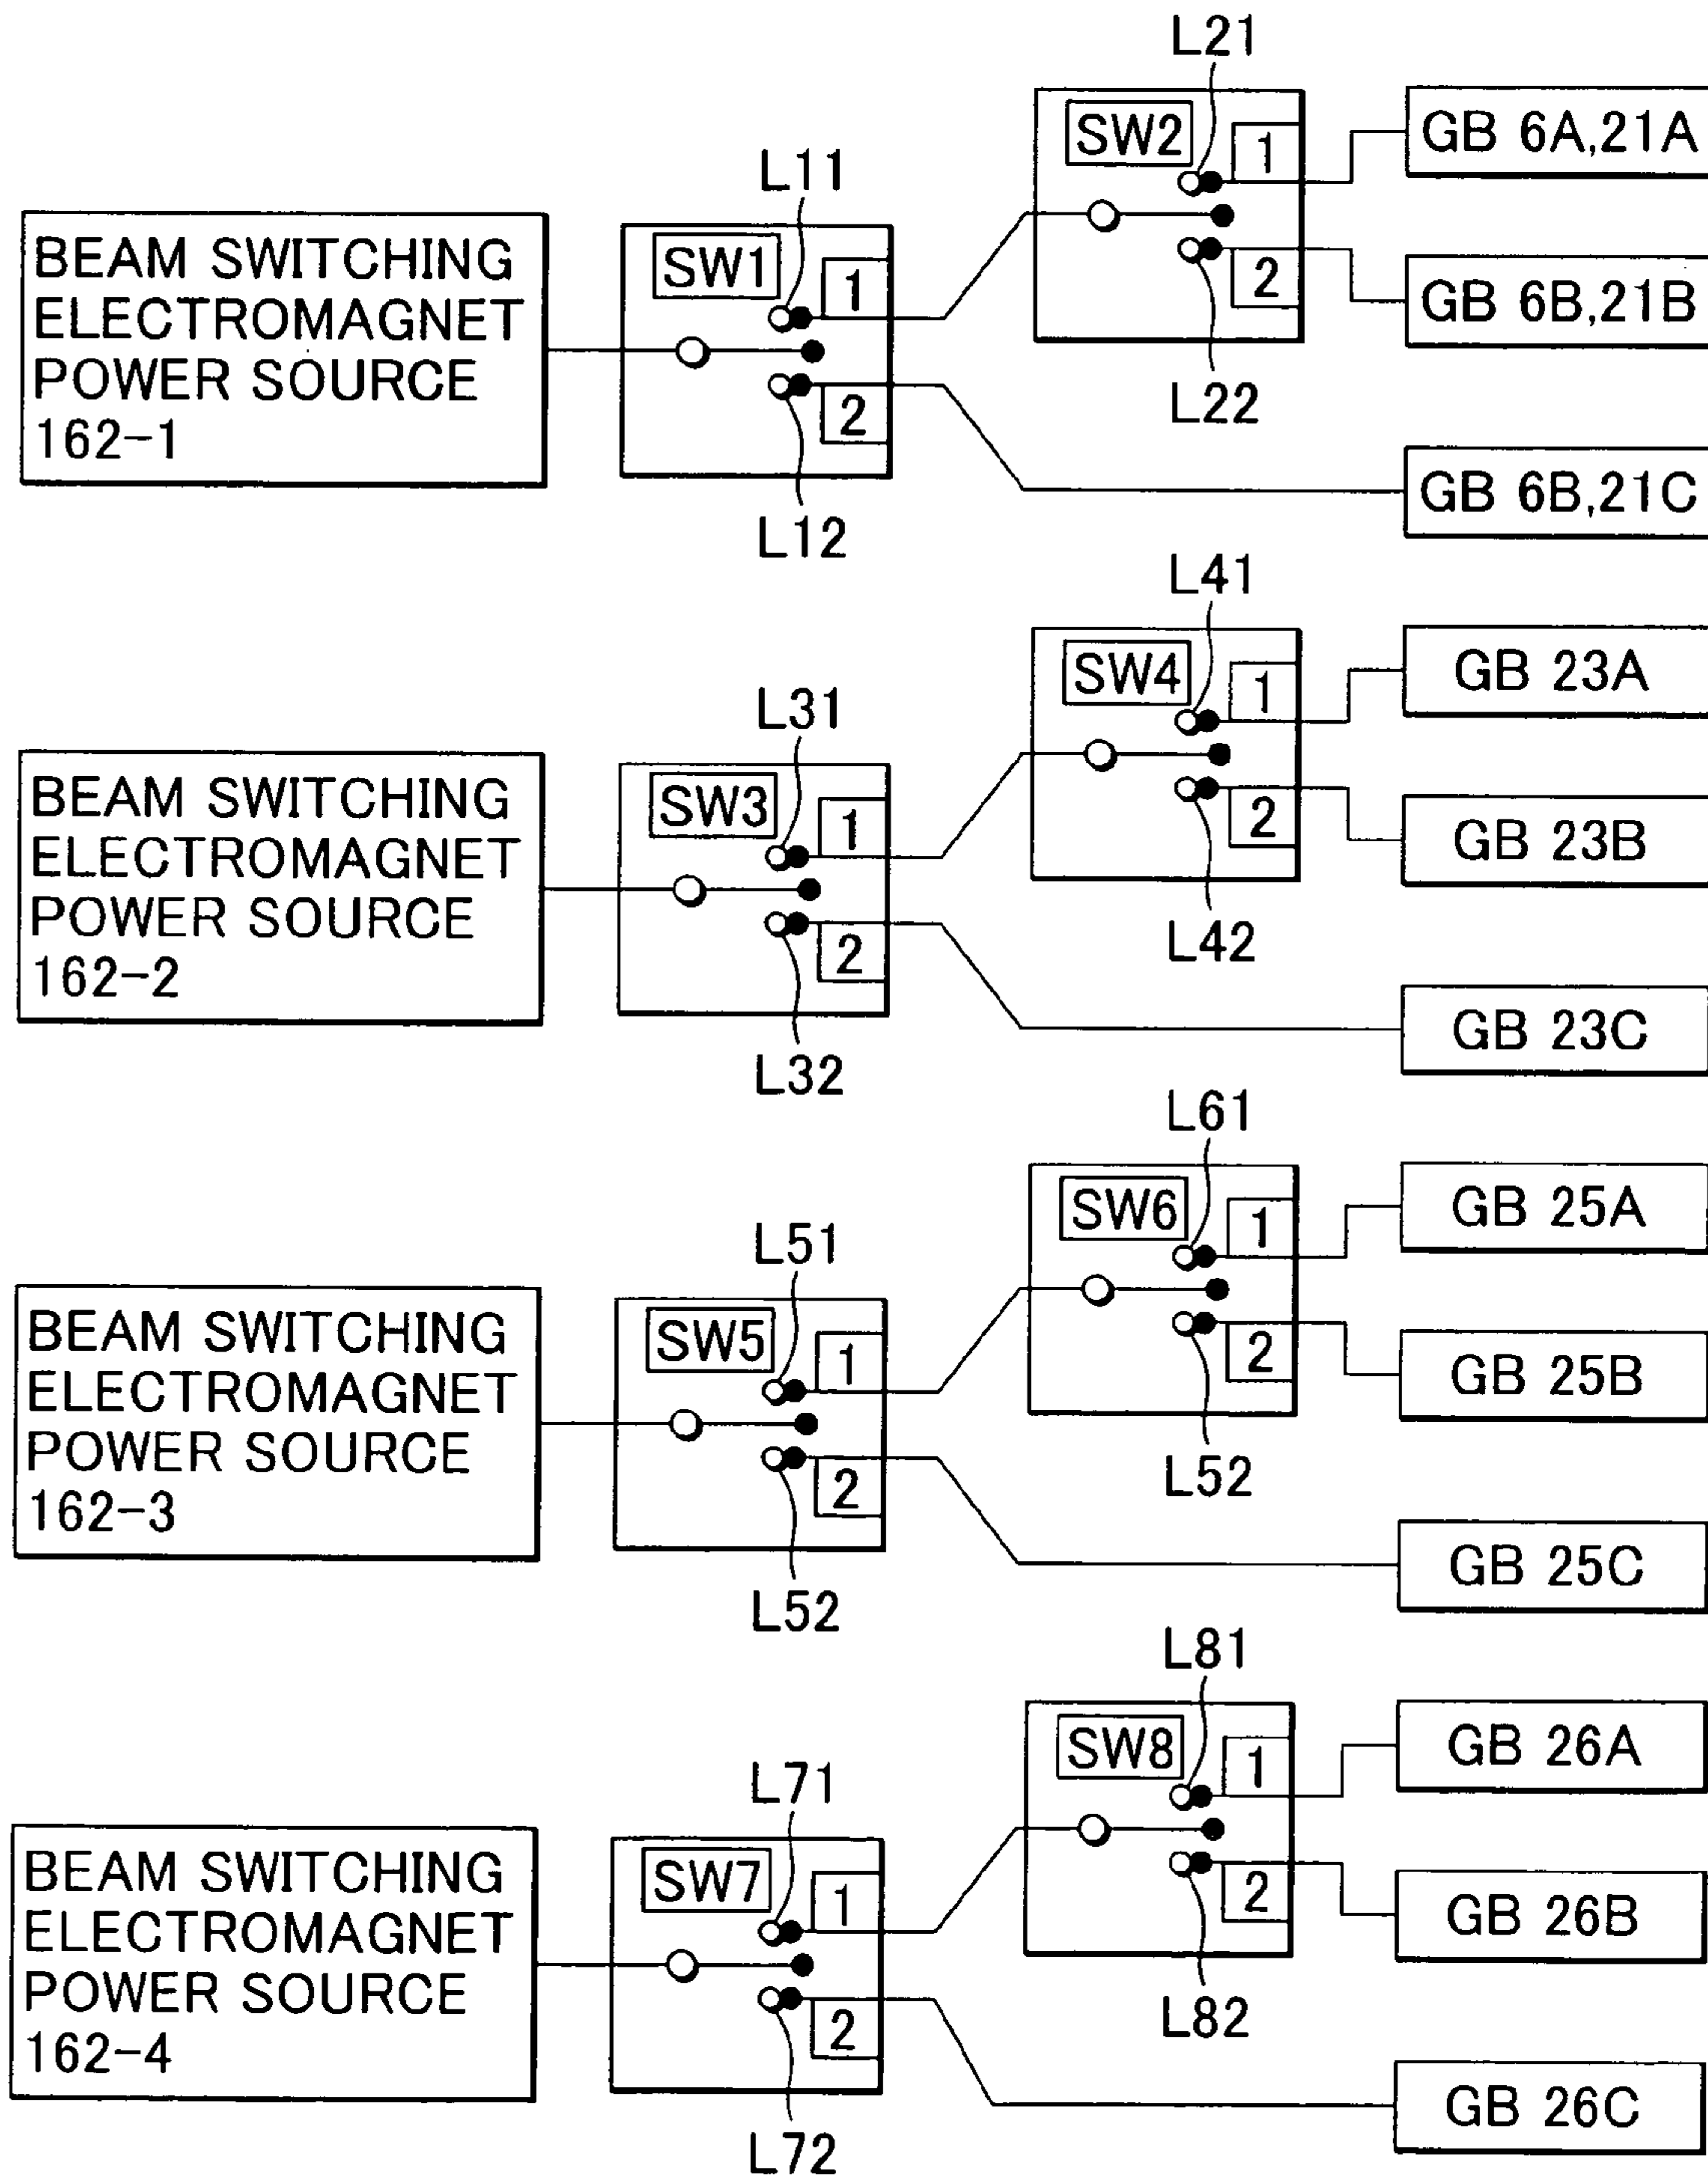 L21
SW2
1
GB 6A,21A
L11
2
GB 6B,21B
BEAM SWITCHING
ELECTROMAGNET
POWER SOURCE
162-1
SW1
1
2
L22
GB 6B,21C
L12
L41
SW4
1
GB 23A
L31
2
GB 23B
BEAM SWITCHING
ELECTROMAGNET
POWER SOURCE
162-2
SW3
1
2
L42
GB 23C
L32
L61
SW6
1
GB 25A
L51
2
GB 25B
BEAM SWITCHING
ELECTROMAGNET
POWER SOURCE
162-3
SW5
1
2
L52
GB 25C
L52
L81
SW8
1
GB 26A
L71
2
GB 26B
BEAM SWITCHING
ELECTROMAGNET
POWER SOURCE
162-4
SW7
1
2
L82
GB 26C
L72